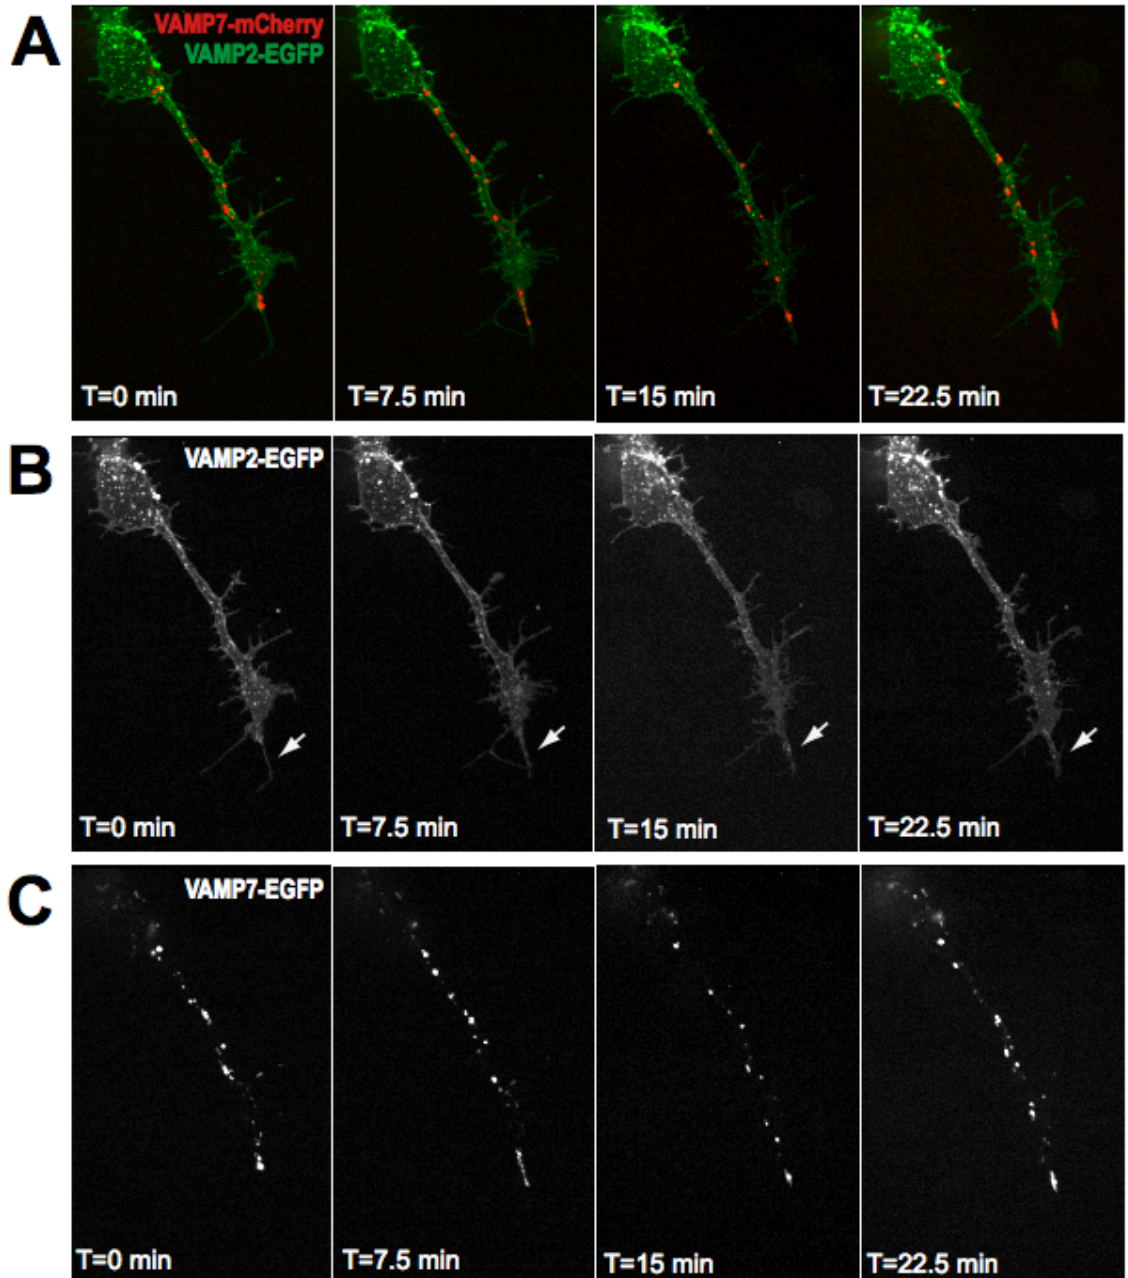 A
VAMP7-mCherry
VAMP2-EGFP
T=0 min
T=7.5 min
T=15 min
T=22.5 min
B
VAMP2-EGFP
T=0 min
T=7.5 min
T=15 min
T=22.5 min
C
VAMP7-EGFP
T=0 min
T=7.5 min
T=15 min
T=22.5 min